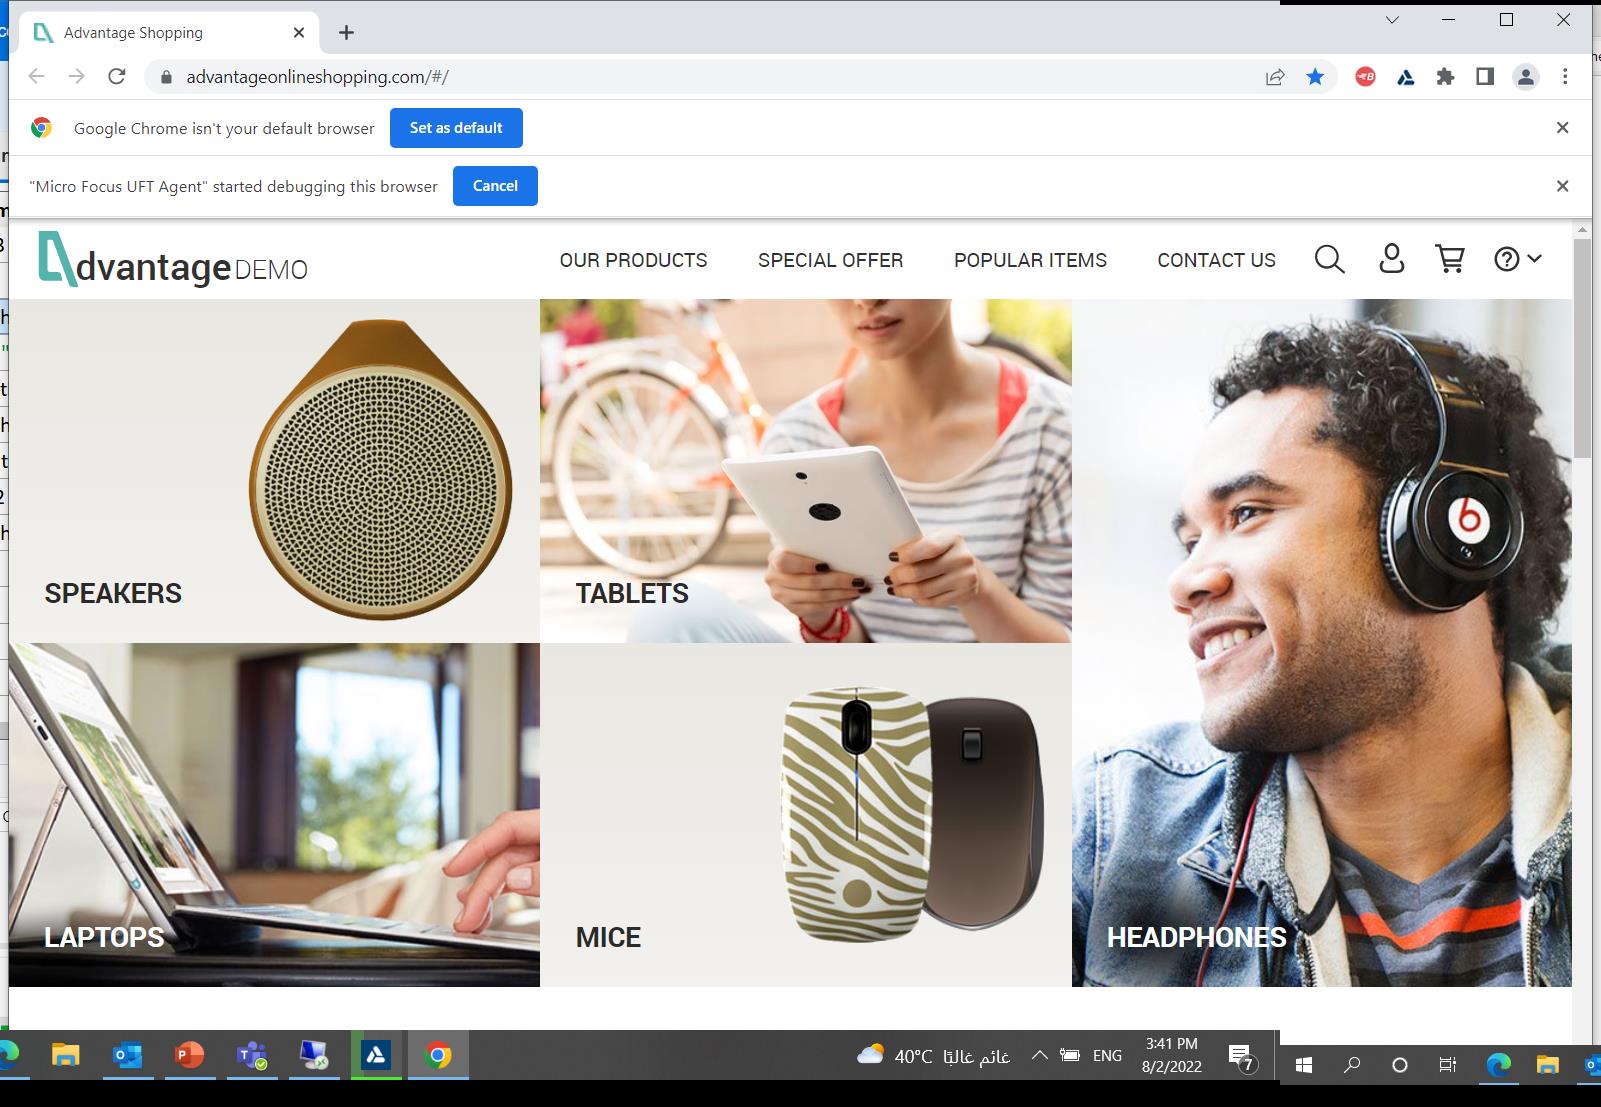 Advantage Shopping
advantageonlineshopping.com/#/
Google Chrome isn't your default browser
Set as default
"Micro Focus UFT Agent" started debugging this browser
Cancel
dvantage DEMO
OUR PRODUCTS
SPECIAL OFFER
POPULAR ITEMS
CONTACT US
SPEAKERS
TABLETS
LAPTOPS
MICE
HEADPHONES
40°C غائم غالبًا
ENG
3:41 PM
8/2/2022
7